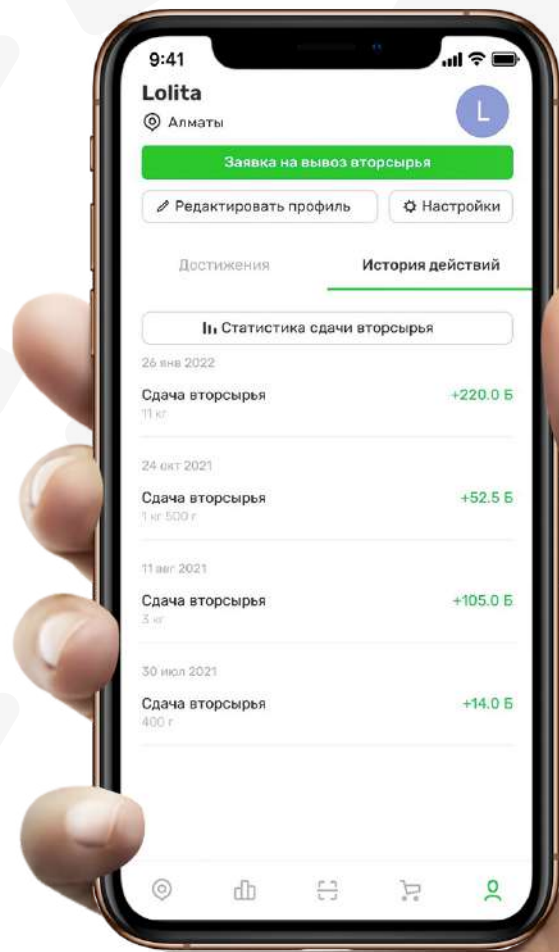 9:41
Lolita
L
Алматы
Заявка на вывоз вторсырья
Редактировать профиль
Настройки
Достижения
История действий
Статистика сдачи вторсырья
26 янв 2022
Сдача вторсырья
+220.0 Б
11 кг
24 окт 2021
Сдача вторсырья
+52.5 Б
1 кг 500 г
11 авг 2021
Сдача вторсырья
+105.0 Б
3 кг
30 июл 2021
Сдача вторсырья
+14.0 Б
400 г